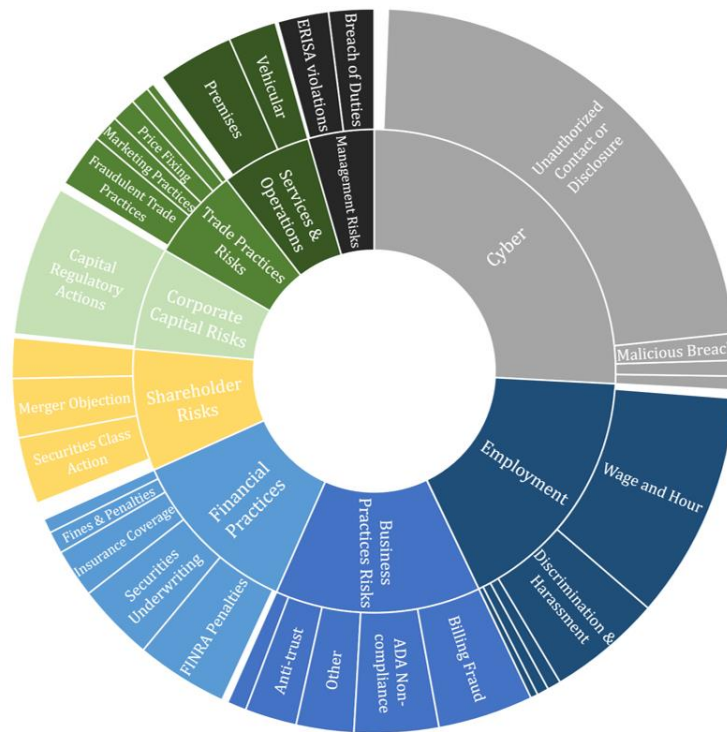 Cyber
Unauthorized
Contact or
Disclosure
Malicious Breach
Employment
Wage and Hour
Discrimination &
Harassment
Business
Practices Risks
Billing Fraud
ADA Non-
compliance
Other
Anti-trust
Financial
Practices
FINRA Penalties
Securities
Underwriting
Insurance Coverage
Fines & Penalties
Shareholder
Risks
Securities Class
Action
Merger Objection
Corporate
Capital Risks
Capital
Regulatory
Actions
Trade Practices
Risks
Fraudulent Trade
Practices
Marketing Practices
Price Fixing
Services &
Operations
Premises
Vehicular
Management Risks
ERISA violations
Breach of Duties